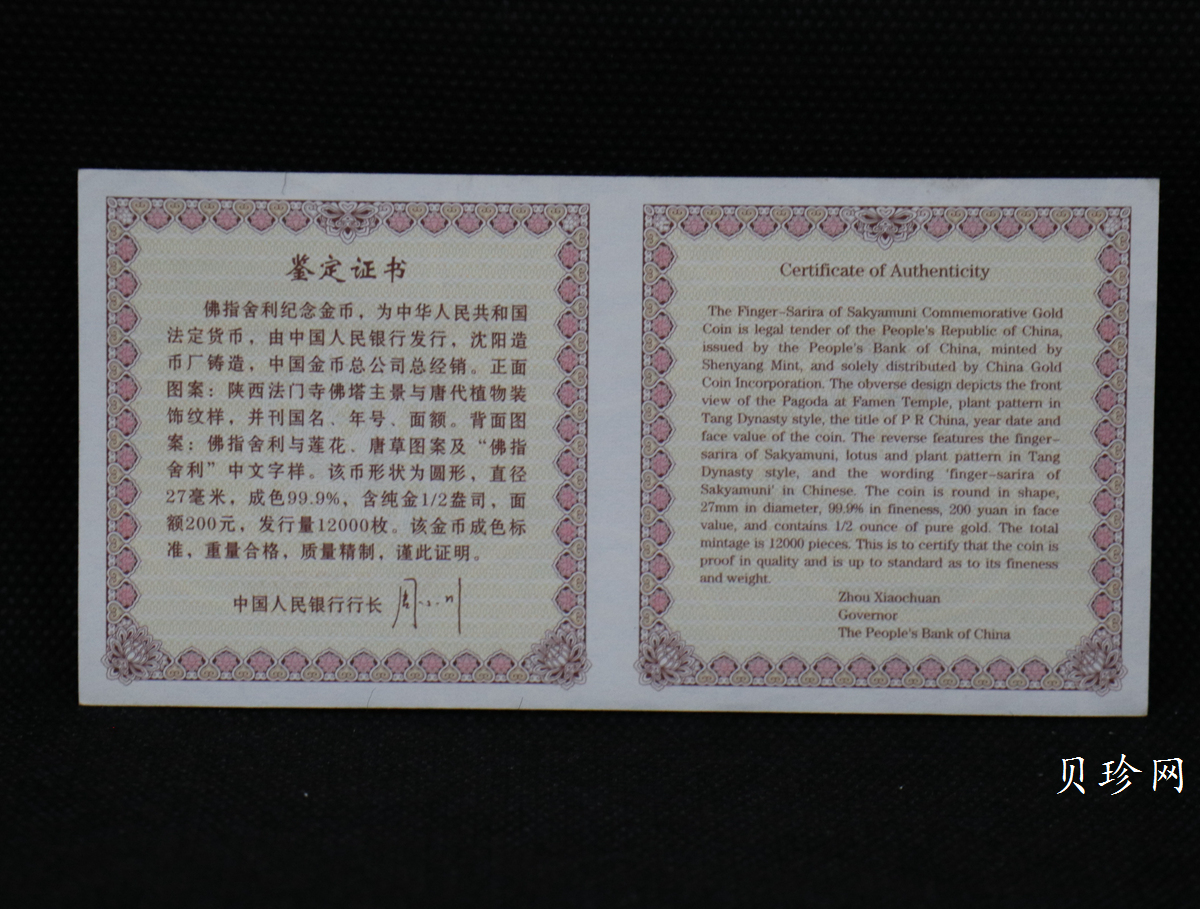 鉴定证书
佛指舍利纪念金币，为中华人民共和国
法定货币，由中国人民银行发行，沈阳造
币厂铸造，中国金币总公司总经销。正面
图案：陕西法门寺佛塔主景与唐代植物装
饰纹样，并刊国名、年号、面额。背面图
案：佛指舍利与莲花、唐草图案及“佛指
舍利”中文字样。该币形状为圆形，直径
27毫米，成色99.9%，含纯金1/2盎司，面
额200元，发行量12000枚。该金币成色标
准，重量合格，质量精制，谨此证明。
中国人民银行行长
Certificate of Authenticity
The Finger-Sarira of Sakyamuni Commemorative Gold
Coin is legal tender of the People's Republic of China,
issued by the People's Bank of China, minted by
Shenyang Mint, and solely distributed by China Gold
Coin Incorporation. The obverse design depicts the front
view of the Pagoda at Famen Temple, plant pattern in
Tang Dynasty style, the title of P R China, year date and
face value of the coin. The reverse features the finger-
sarira of Sakyamuni, lotus and plant pattern in Tang
Dynasty style, and the wording 'finger-sarira of
Sakyamuni' in Chinese. The coin is round in shape,
27mm in diameter, 99.9% in fineness, 200 yuan in face
value, and contains 1/2 ounce of pure gold. The total
mintage is 12000 pieces. This is to certify that the coin is
proof in quality and is up to standard as to its fineness
and weight.
Zhou Xiaochuan
Governor
The People's Bank of China
贝珍网